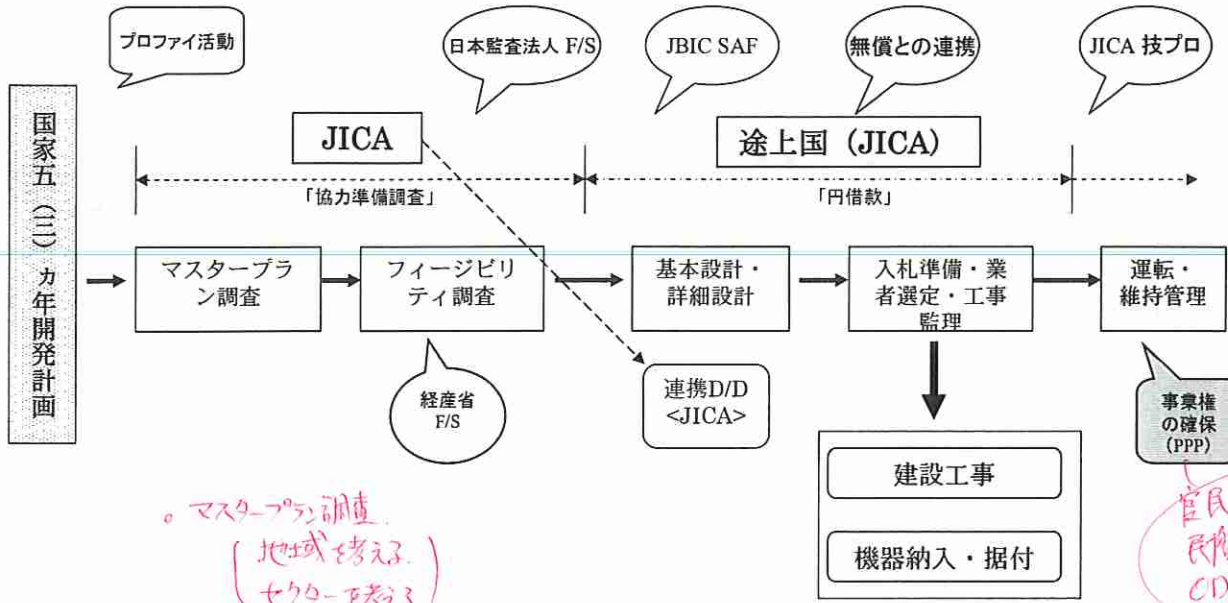 プロファイ活動
日本監査法人 F/S
JBIC SAF
無償との連携
JICA 技プロ
国家五（三）ヵ年開発計画
JICA
途上国（JICA）
「協力準備調査」
「円借款」
マスタープラ
ン調査
フィージビリ
ティ調査
基本設計・
詳細設計
入札準備・業
者選定・工事
監理
運転・
維持管理
経産省
F/S
連携D/D
<JICA>
事業権
の確保
(PPP)
建設工事
機器納入・据付
。マスタープラン調査.
地域を考える.
セクターを考える
官民